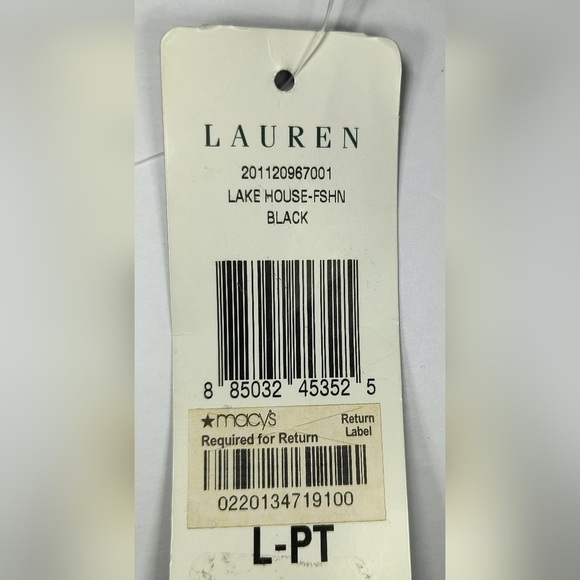 LAUREN
201120967001
LAKE HOUSE-FSHN
BLACK
8 85032 45352 5
★macy's Return
Required for Return Label
0220134719100
L-PT